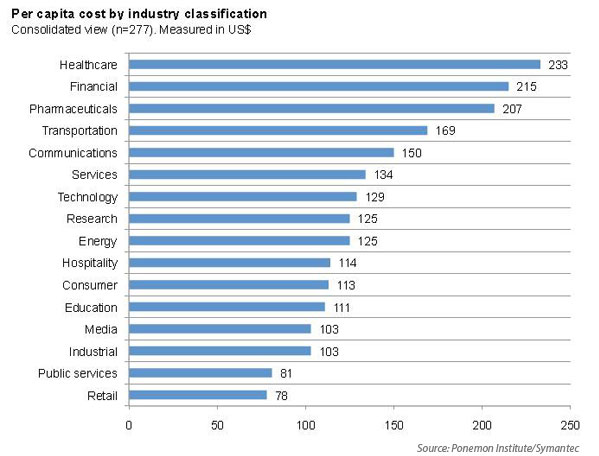 Per capita cost by industry classification
Consolidated view (n=277). Measured in US$
Healthcare 233
Financial 215
Pharmaceuticals 207
Transportation 169
Communications 150
Services 134
Technology 129
Research 125
Energy 125
Hospitality 114
Consumer 113
Education 111
Media 103
Industrial 103
Public services 81
Retail 78
0 50 100 150 200 250
Source: Ponemon Institute/Symantec